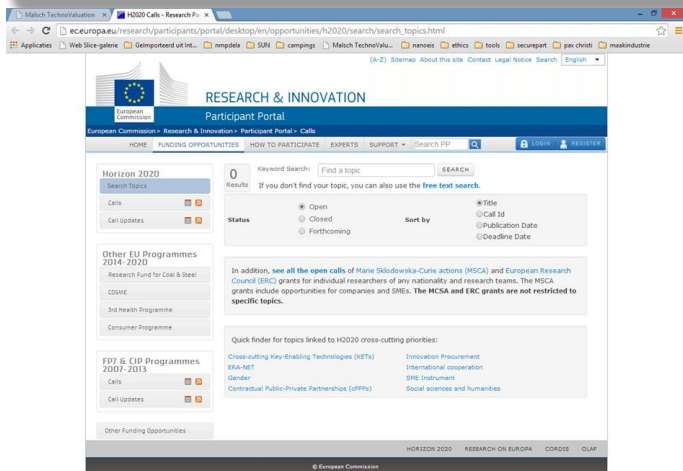 Malsch TechnoValuation
H2020 Calls - Research Pa
ec.europa.eu/research/participants/portal/desktop/en/opportunities/h2020/search/search_topics.html
Applicaties Web Slice-galerie Geïmporteerd uit Int... nmpdela SUN campings Malsch TechnoValu... nanoeis ethics tools securepart pax christi maakindustrie
(A-Z) Sitemap About this site Contact Legal Notice Search English
European
Commission
RESEARCH & INNOVATION
Participant Portal
European Commission > Research & Innovation > Participant Portal > Calls
HOME FUNDING OPPORTUNITIES HOW TO PARTICIPATE EXPERTS SUPPORT Search PP LOGIN REGISTER
Horizon 2020
Search Topics
Calls
Call Updates
Other EU Programmes
2014-2020
Research Fund for Coal & Steel
COSME
3rd Health Programme
Consumer Programme
FP7 & CIP Programmes
2007-2013
Calls
Call Updates
Other Funding Opportunities
0
Results
Keyword Search: Find a topic SEARCH
If you don't find your topic, you can also use the free text search.
Status
Open
Closed
Forthcoming
Sort by
Title
Call Id
Publication Date
Deadline Date
In addition, see all the open calls of Marie Sklodowska-Curie actions (MSCA) and European Research
Council (ERC) grants for individual researchers of any nationality and research teams. The MSCA
grants include opportunities for companies and SMEs. The MCSA and ERC grants are not restricted to
specific topics.
Quick finder for topics linked to H2020 cross-cutting priorities:
Cross-cutting Key-Enabling Technologies (KETs)
ERA-NET
Gender
Contractual Public-Private Partnerships (cPPPs)
Innovation Procurement
International cooperation
SME Instrument
Social sciences and humanities
HORIZON 2020 RESEARCH ON EUROPA CORDIS OLAF
© European Commission